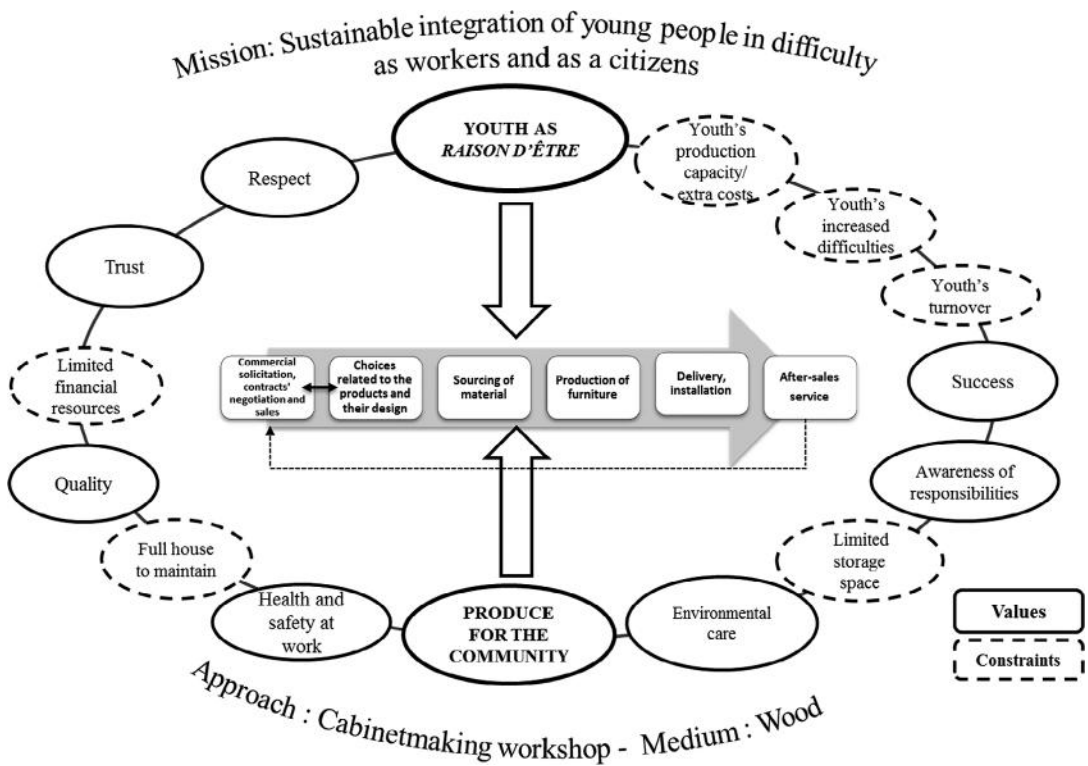 Mission: Sustainable integration of young people in difficulty
as workers and as a citizens
YOUTH AS
RAISON D'ÊTRE
Youth's
production
capacity/
extra costs
Youth's
increased
difficulties
Youth's
turnover
Success
Awareness of
responsibilities
Limited
storage
space
Environmental
care
PRODUCE
FOR THE
COMMUNITY
Health and
safety at
work
Full house
to maintain
Quality
Limited
financial
resources
Trust
Respect
Commercial
solicitation,
contracts'
negotiation and
sales
Choices
related to the
products and
their design
Sourcing of
material
Production of
furniture
Delivery,
installation
After-sales
service
Values
Constraints
Approach : Cabinetmaking workshop - Medium : Wood